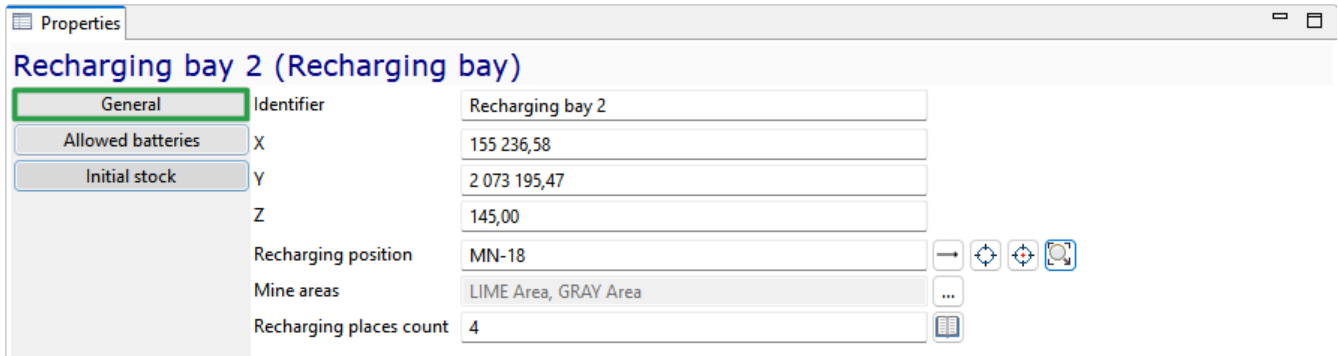 Properties
Recharging bay 2 (Recharging bay)
General
Allowed batteries
Initial stock
Identifier Recharging bay 2
X 155 236,58
Y 2 073 195,47
Z 145,00
Recharging position MN-18
Mine areas LIME Area, GRAY Area ...
Recharging places count 4